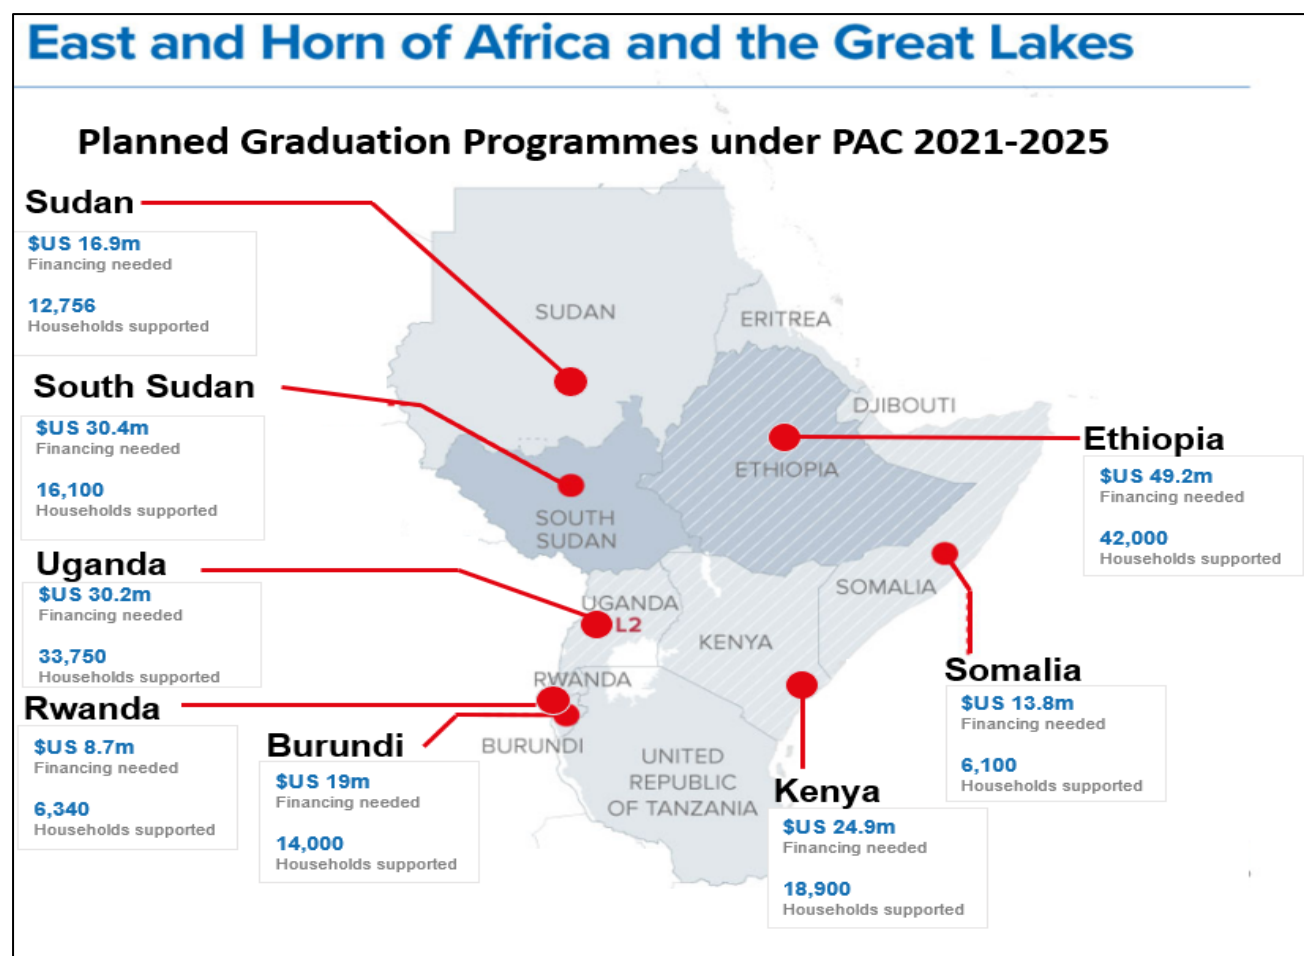 East and Horn of Africa and the Great Lakes
Planned Graduation Programmes under PAC 2021-2025
Sudan
$US 16.9m
Financing needed
12,756
Households supported
South Sudan
$US 30.4m
Financing needed
16,100
Households supported
Uganda
$US 30.2m
Financing needed
33,750
Households supported
Rwanda
$US 8.7m
Financing needed
6,340
Households supported
Burundi
$US 19m
Financing needed
14,000
Households supported
Kenya
$US 24.9m
Financing needed
18,900
Households supported
Somalia
$US 13.8m
Financing needed
6,100
Households supported
Ethiopia
$US 49.2m
Financing needed
42,000
Households supported
SUDAN
ERITREA
DJIBOUTI
ETHIOPIA
SOUTH
SUDAN
SOMALIA
UGANDA
L2
KENYA
RWANDA
BURUNDI
UNITED
REPUBLIC
OF TANZANIA